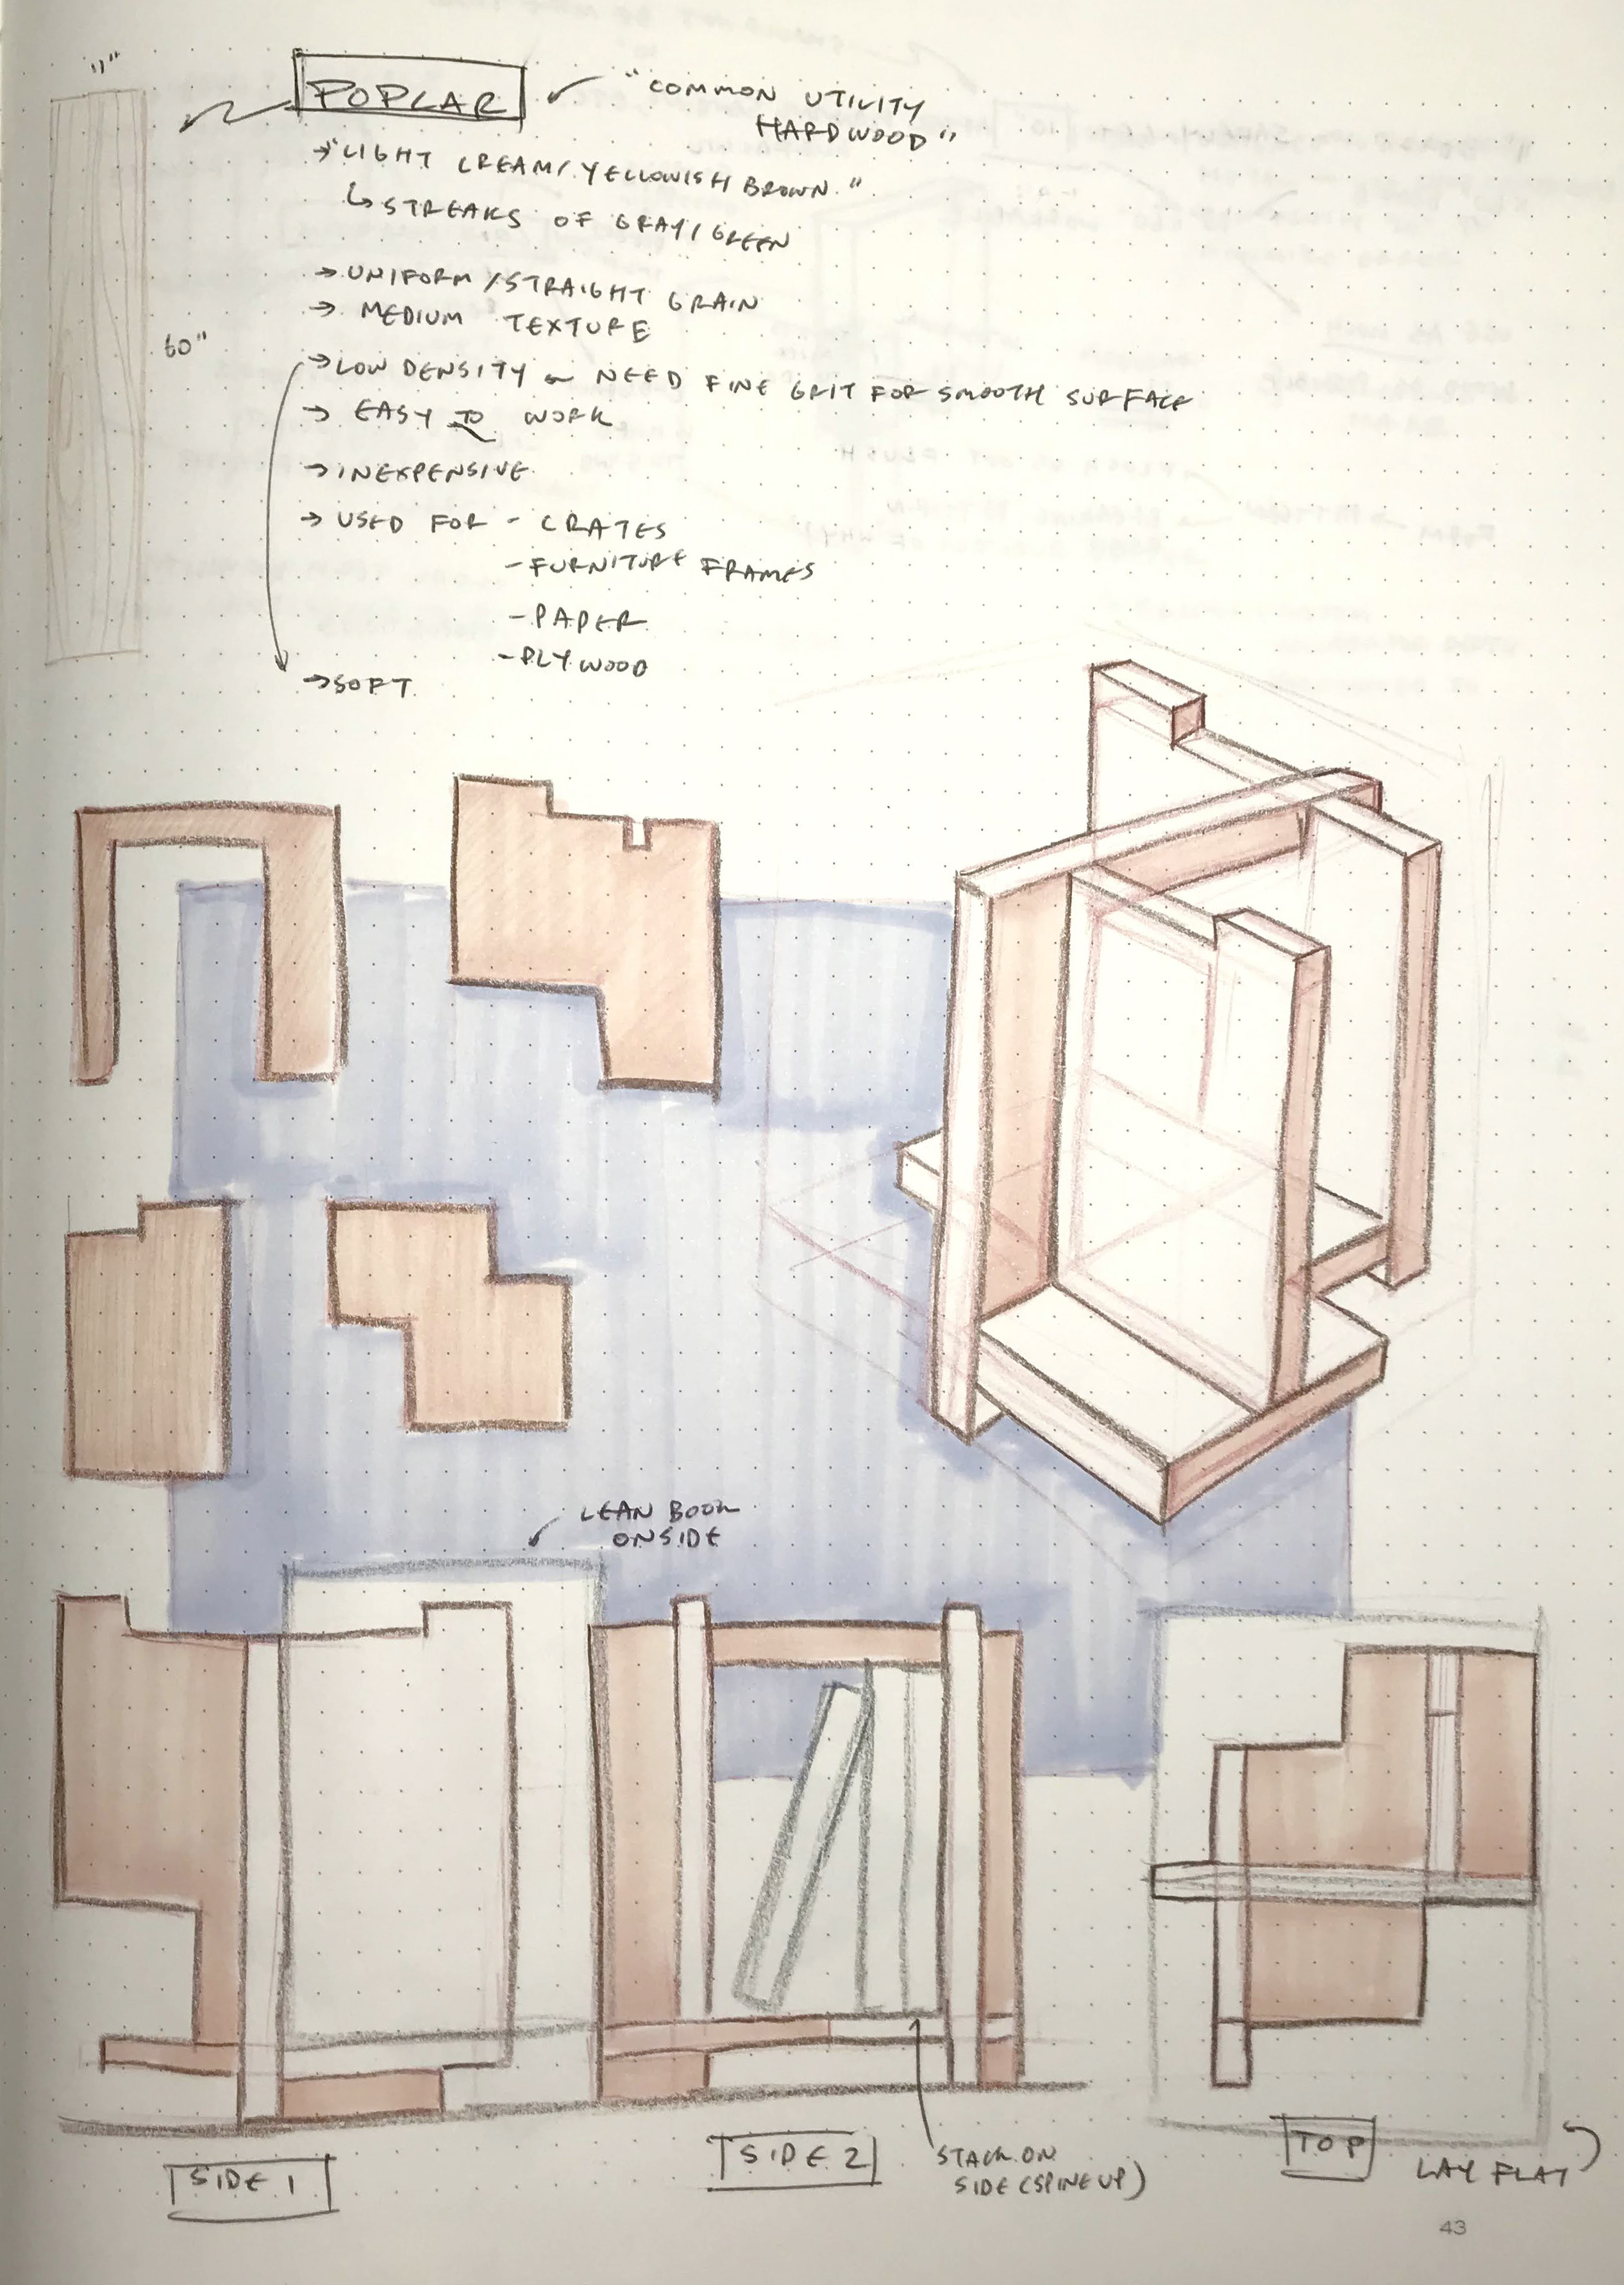 POPLAR
"COMMON UTILITY
HARDWOOD"
→ "LIGHT CREAM/YELLOWISH BROWN"
↳ STREAKS OF GRAY/GREEN
→ UNIFORM/STRAIGHT GRAIN
→ MEDIUM TEXTURE
60"
→ LOW DENSITY ~ NEED FINE GRIT FOR SMOOTH SURFACE
→ EASY TO WORK
→ INEXPENSIVE
→ USED FOR - CRATES
- FURNITURE FRAMES
- PAPER
- PLYWOOD
→ SOFT
LEAN BOOK
ON SIDE
SIDE 1
SIDE 2
STACK ON
SIDE (SPINE UP)
TOP
LAY FLAT
43